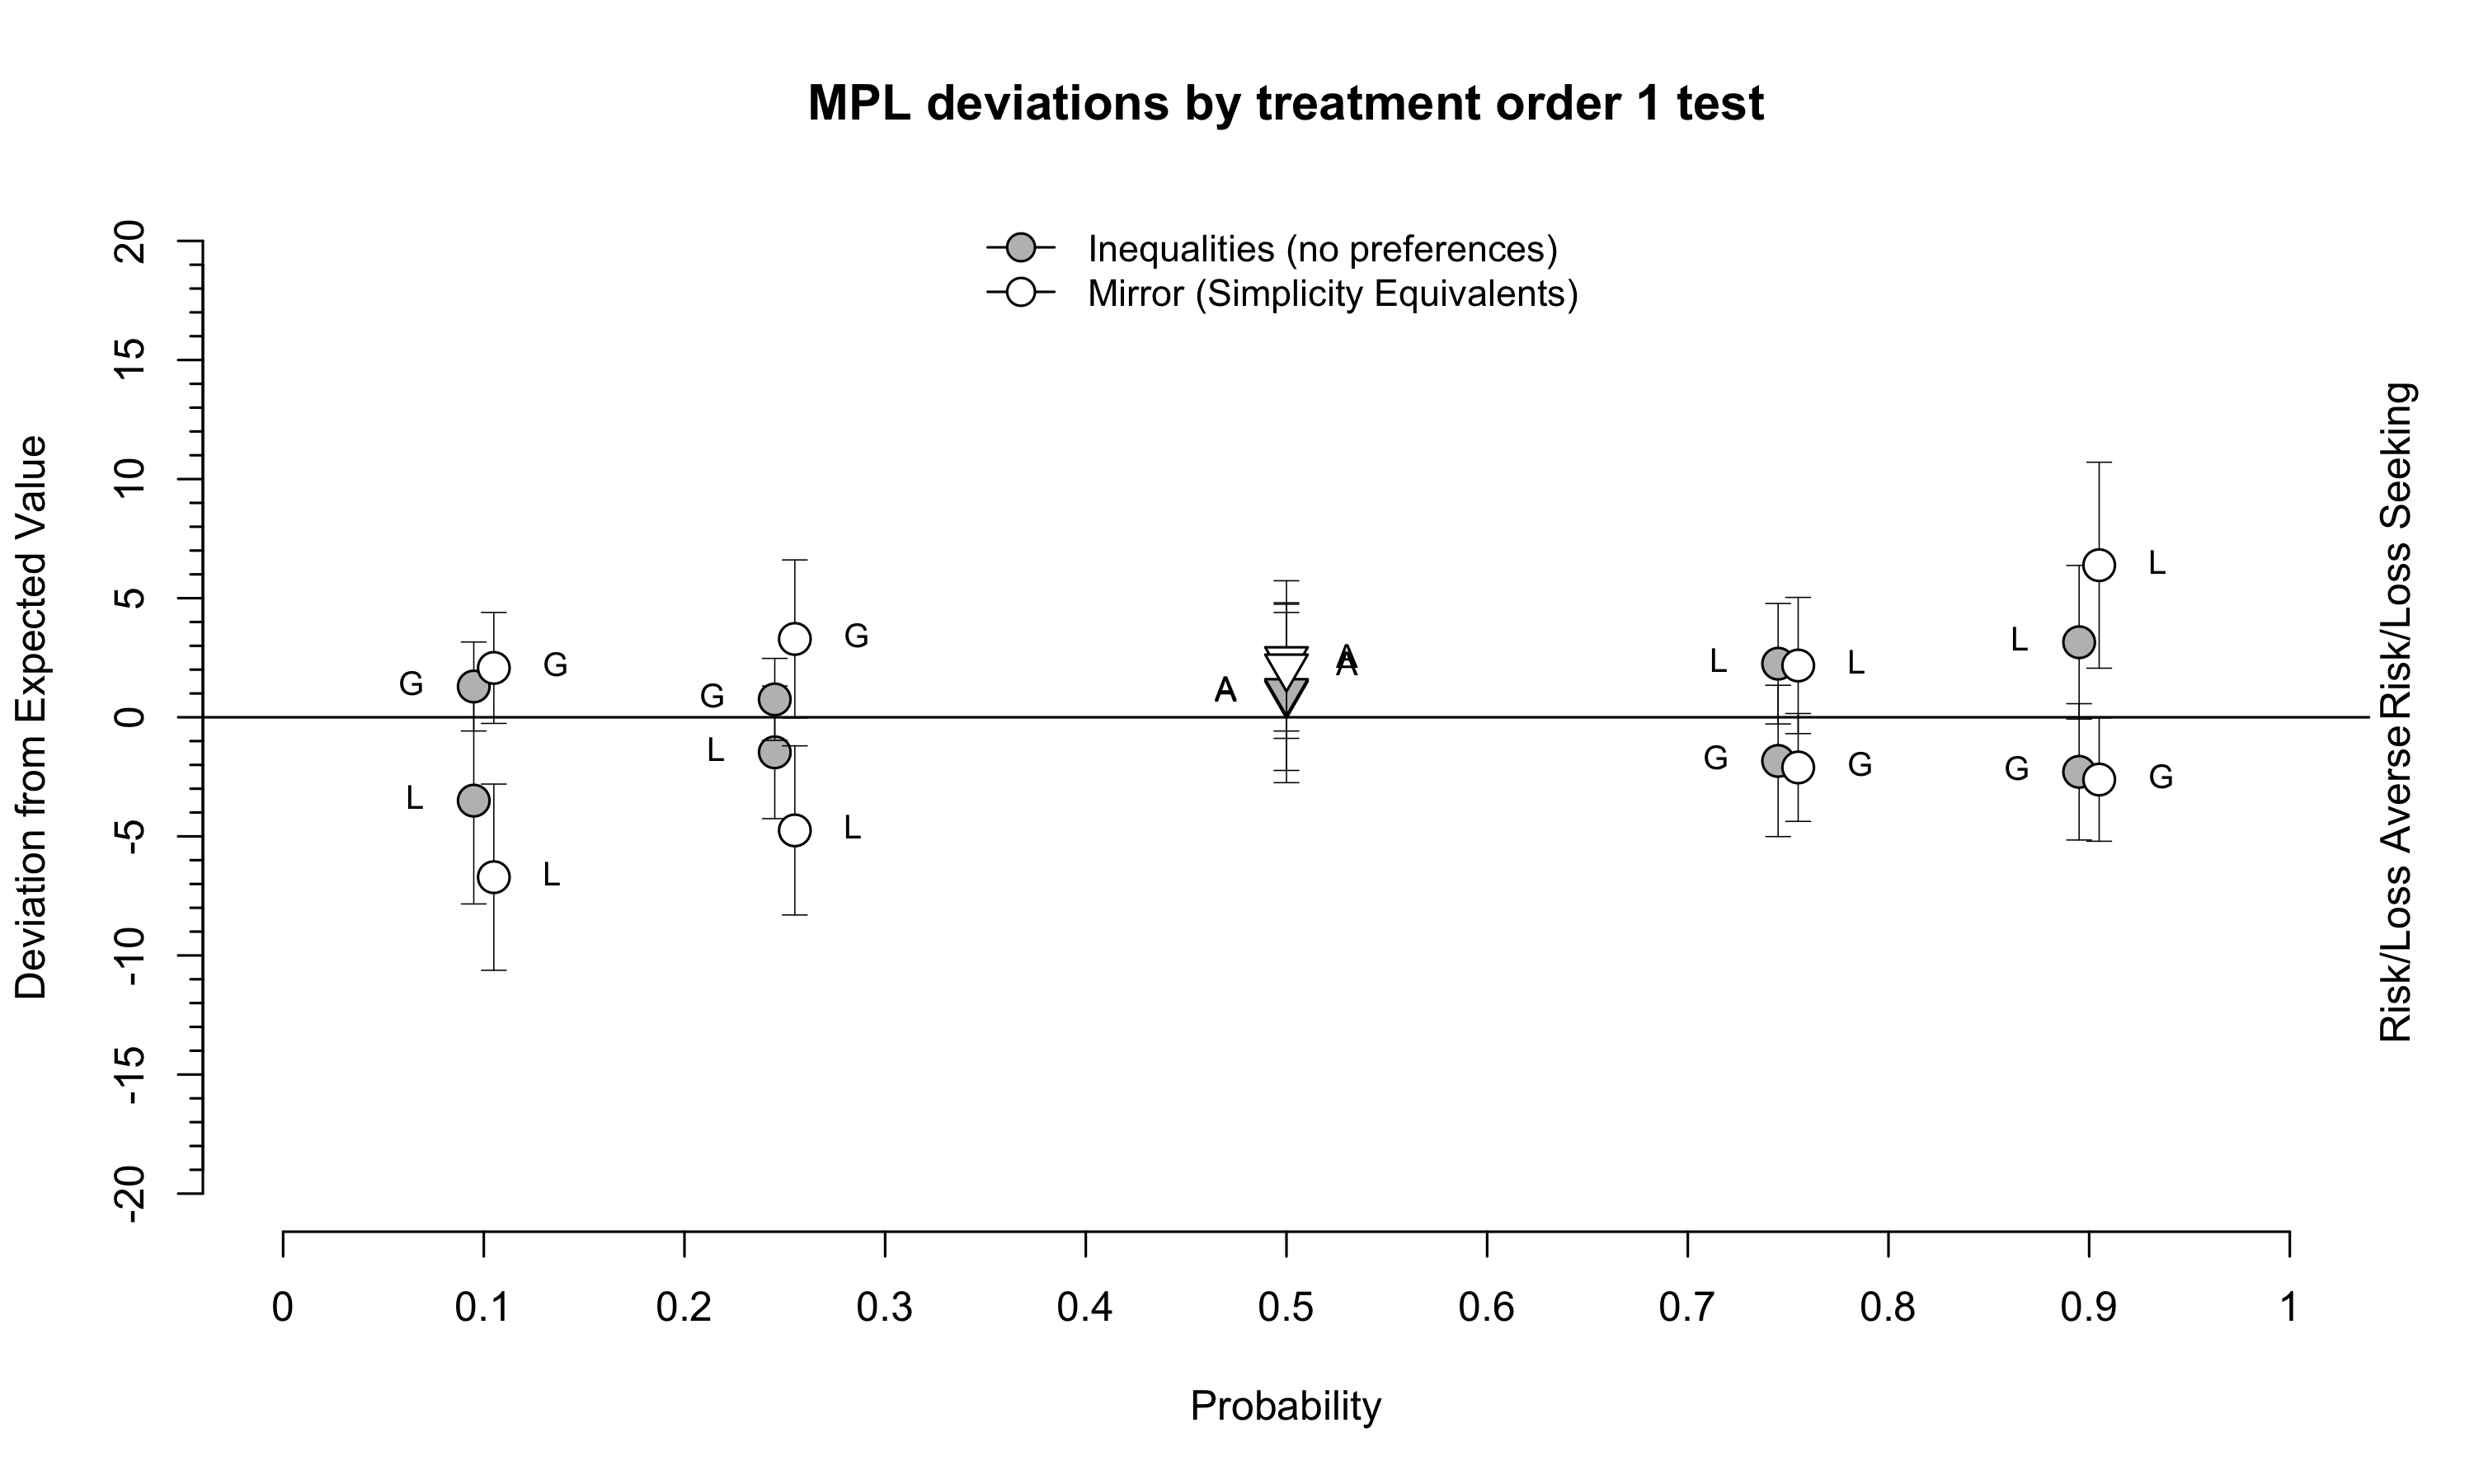 MPL deviations by treatment order 1 test
Inequalities (no preferences)
Mirror (Simplicity Equivalents)
Deviation from Expected Value
20
15
10
5
0
-5
-10
-15
-20
G
G
L
L
G
G
L
L
A
A
A
L
L
G
G
L
L
G
G
Risk/Loss Averse
Risk/Loss Seeking
0 0.1 0.2 0.3 0.4 0.5 0.6 0.7 0.8 0.9 1
Probability